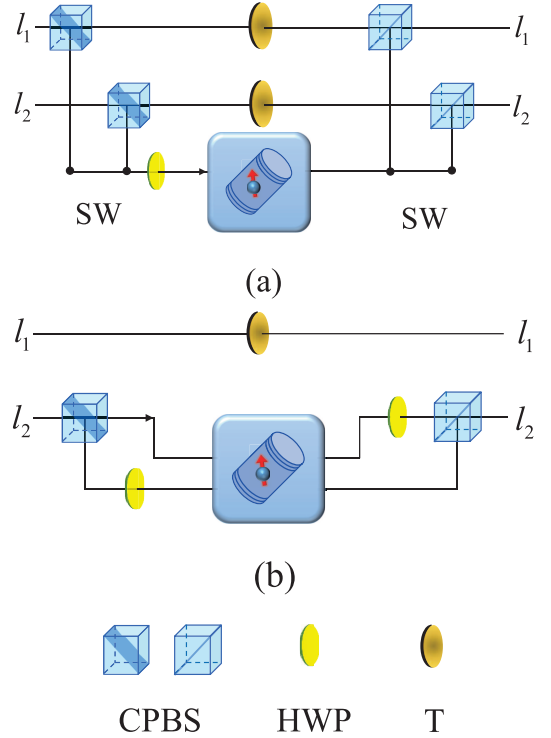 l₁ l₁
l₂ l₂
SW SW
(a)
l₁ l₁
l₂ l₂
(b)
CPBS HWP T